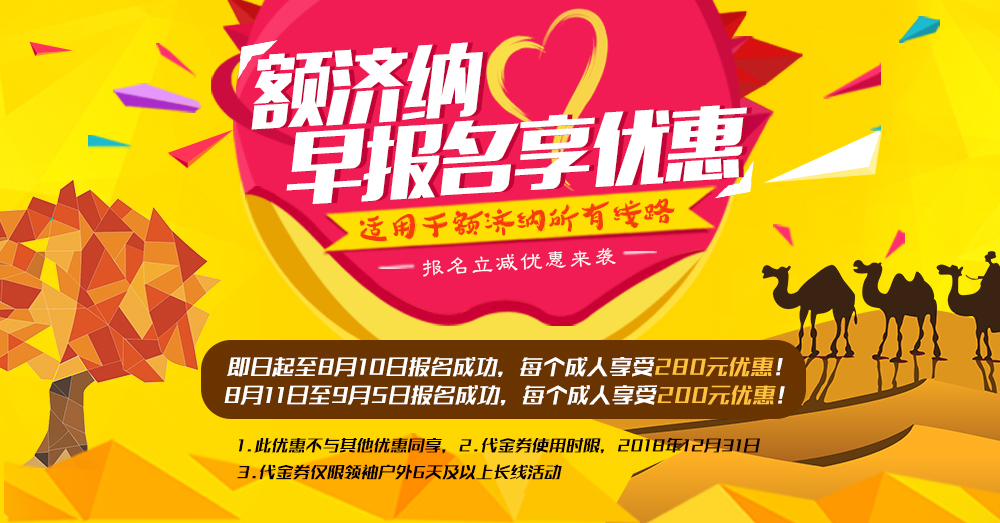 「额济纳
早报名享优惠」
适用于额济纳所有线路
报名立减优惠来袭
即日起至8月10日报名成功，每个成人享受280元优惠！
8月11日至9月5日报名成功，每个成人享受200元优惠！
1.此优惠不与其他优惠同享，2.代金券使用时限，2018年12月31日
3.代金券仅限领袖户外6天及以上长线活动